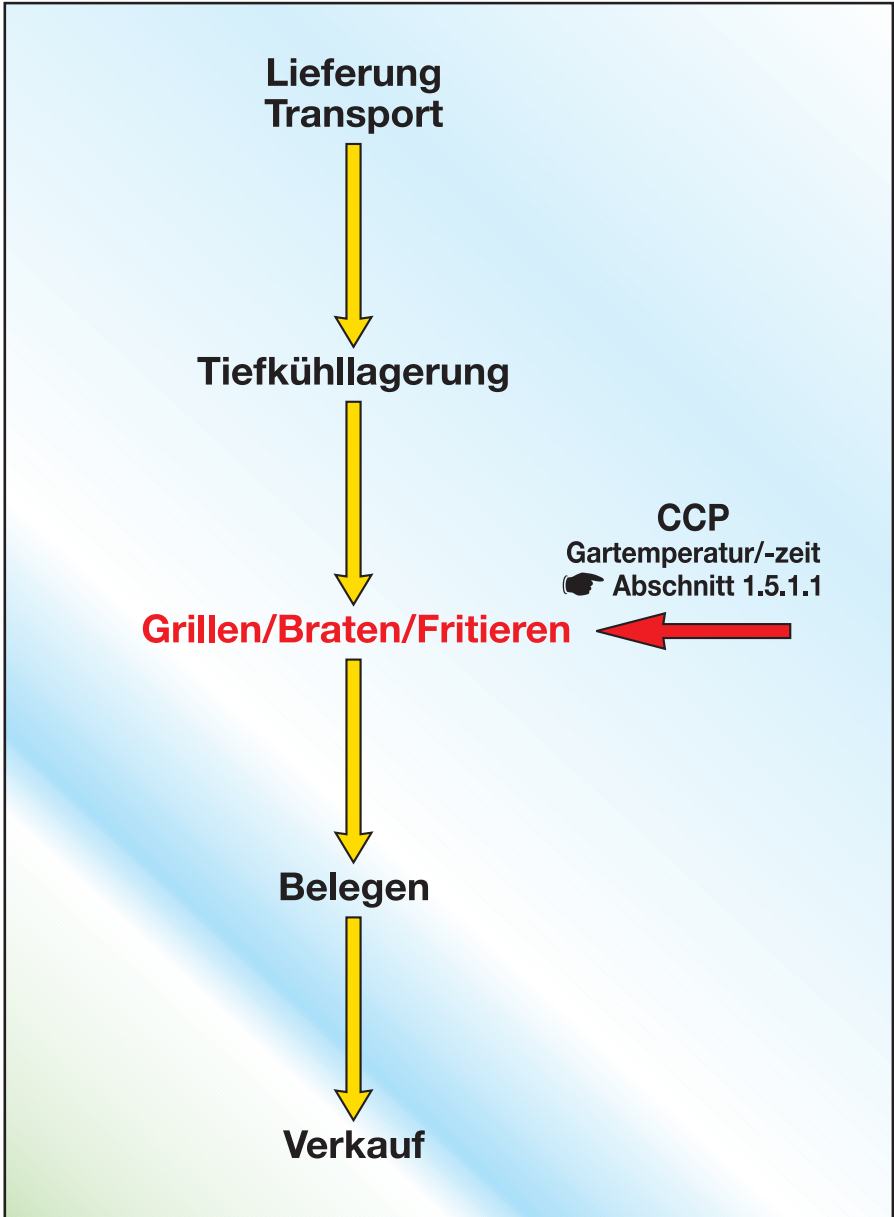 Lieferung
Transport
Tiefkühllagerung
CCP
Gartemperatur/-zeit
☛ Abschnitt 1.5.1.1
Grillen/Braten/Fritieren
Belegen
Verkauf